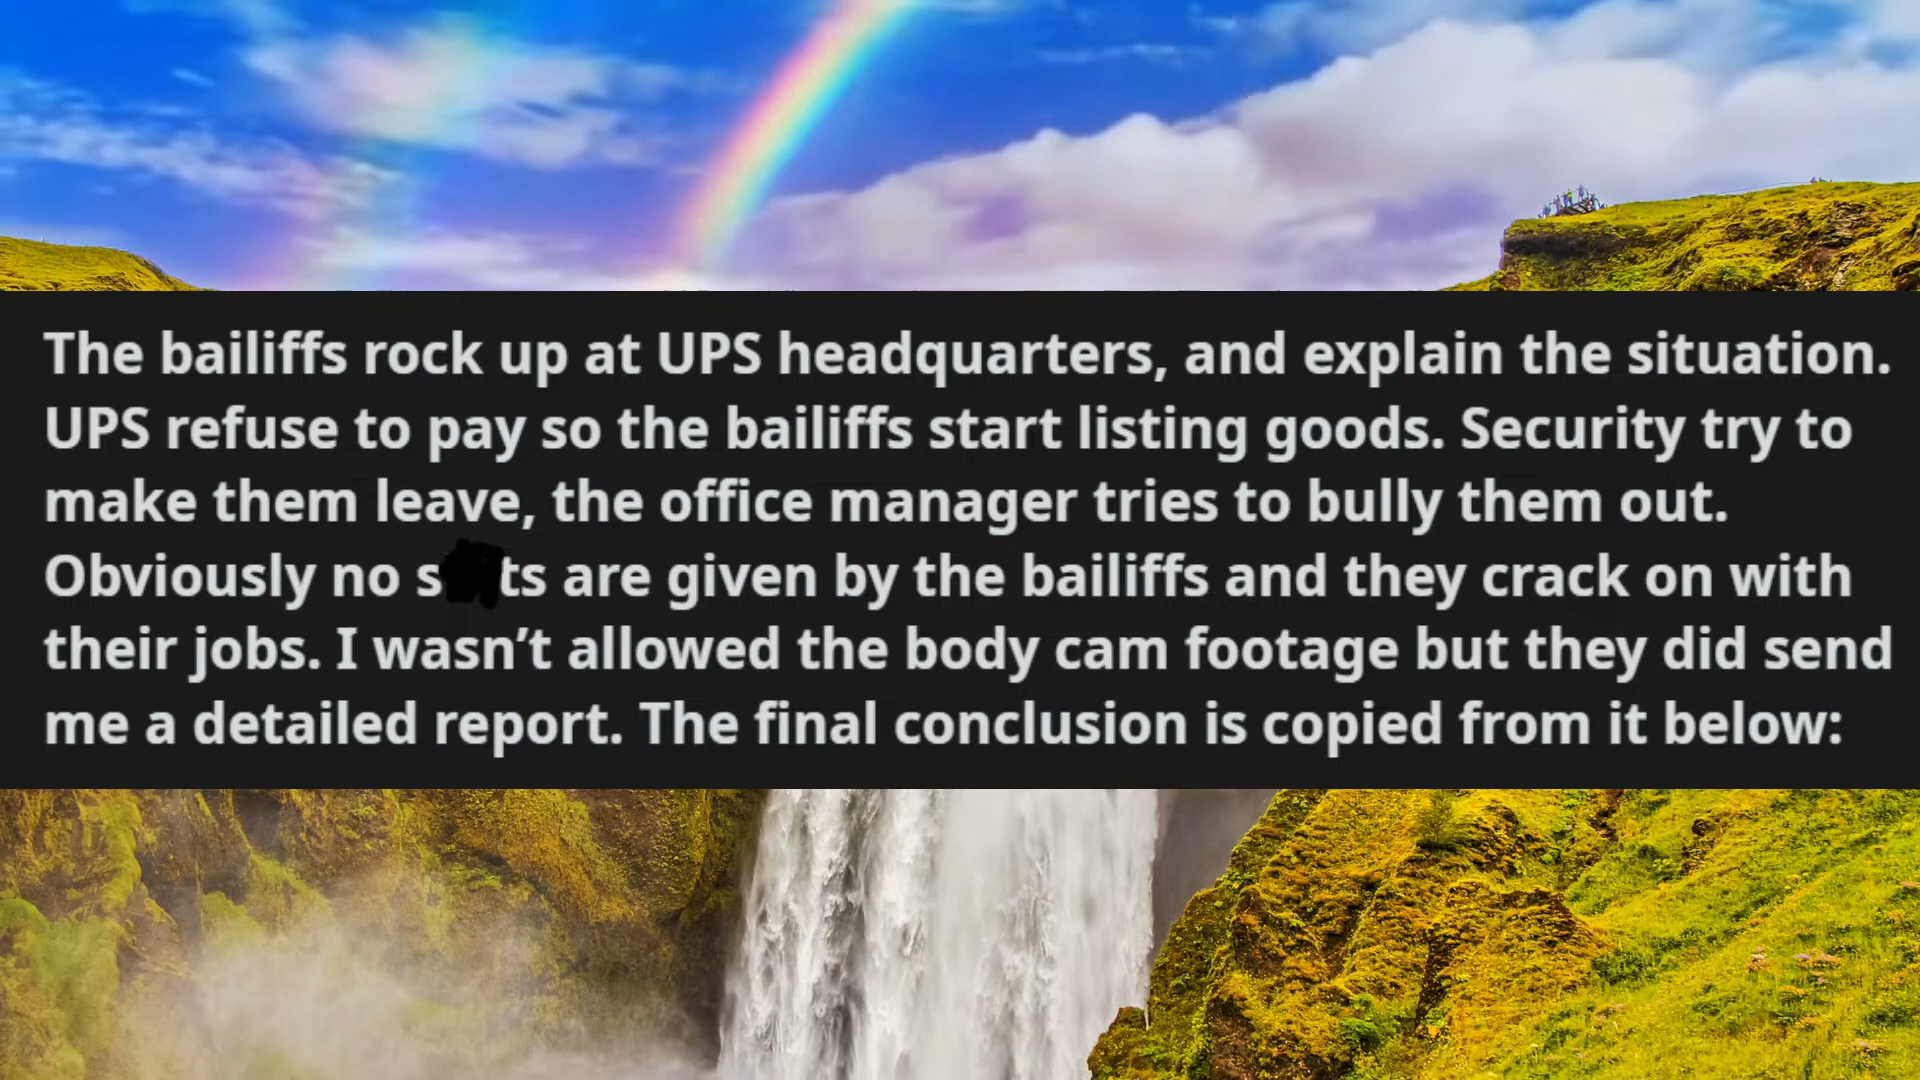 The bailiffs rock up at UPS headquarters, and explain the situation.
UPS refuse to pay so the bailiffs start listing goods. Security try to
make them leave, the office manager tries to bully them out.
Obviously no s ts are given by the bailiffs and they crack on with
their jobs. I wasn’t allowed the body cam footage but they did send
me a detailed report. The final conclusion is copied from it below: